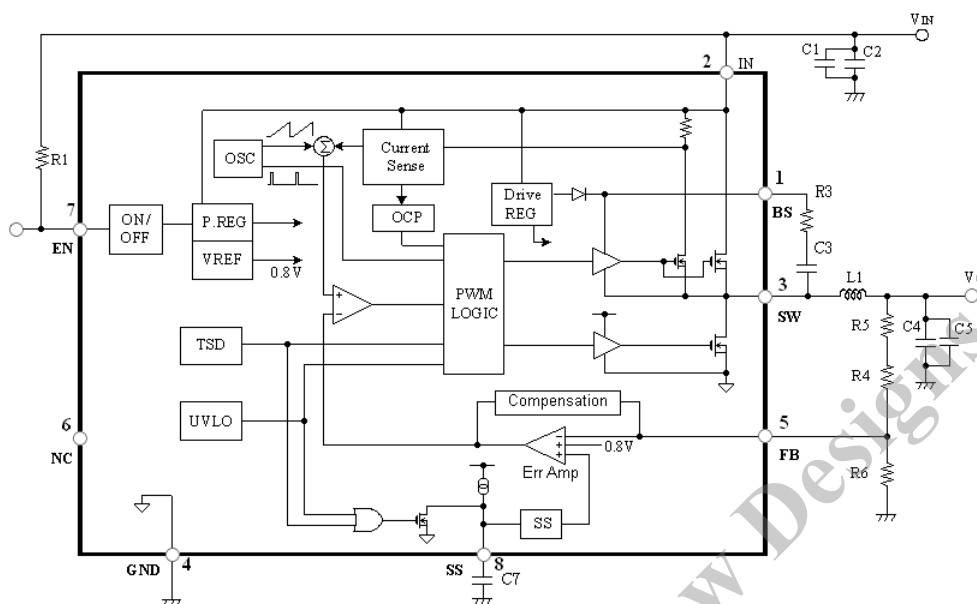 VIN
C1 C2
2 IN
R1
OSC
Σ
Current
Sense
1
BS
R3
Drive
REG
7
EN
ON/
OFF
P.REG
VREF
0.8V
OCP
C3
PWM
LOGIC
+
−
3
SW
L1
R5
C4
C5
R4
TSD
UVLO
6
NC
Compensation
−
+
+
0.8V
Err Amp
5
FB
R6
SS
GND
4
SS
8
C7
w Designs